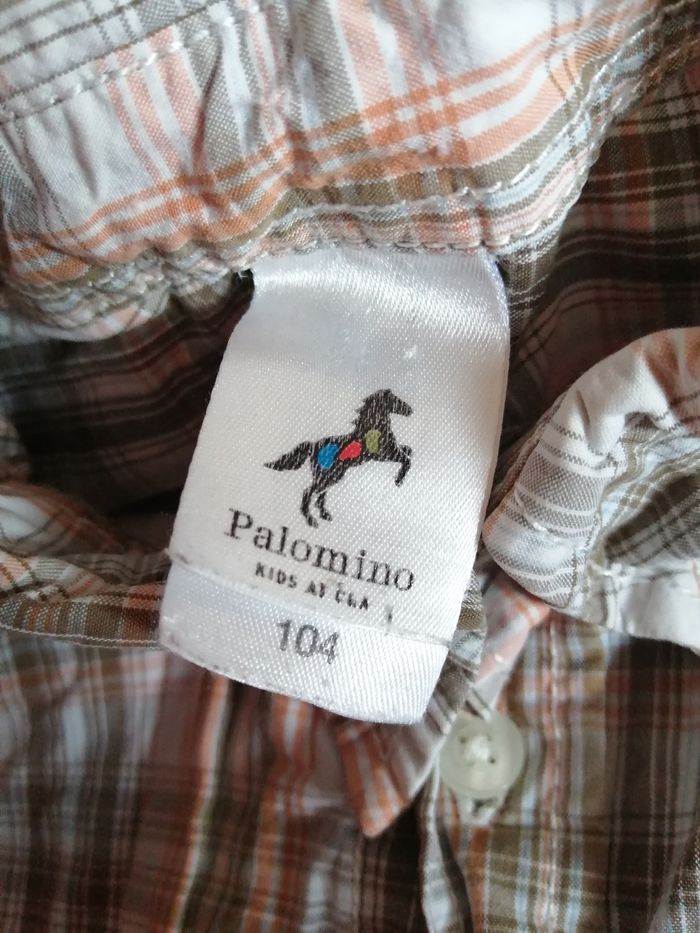 Palomino
KIDS AT C&A
104